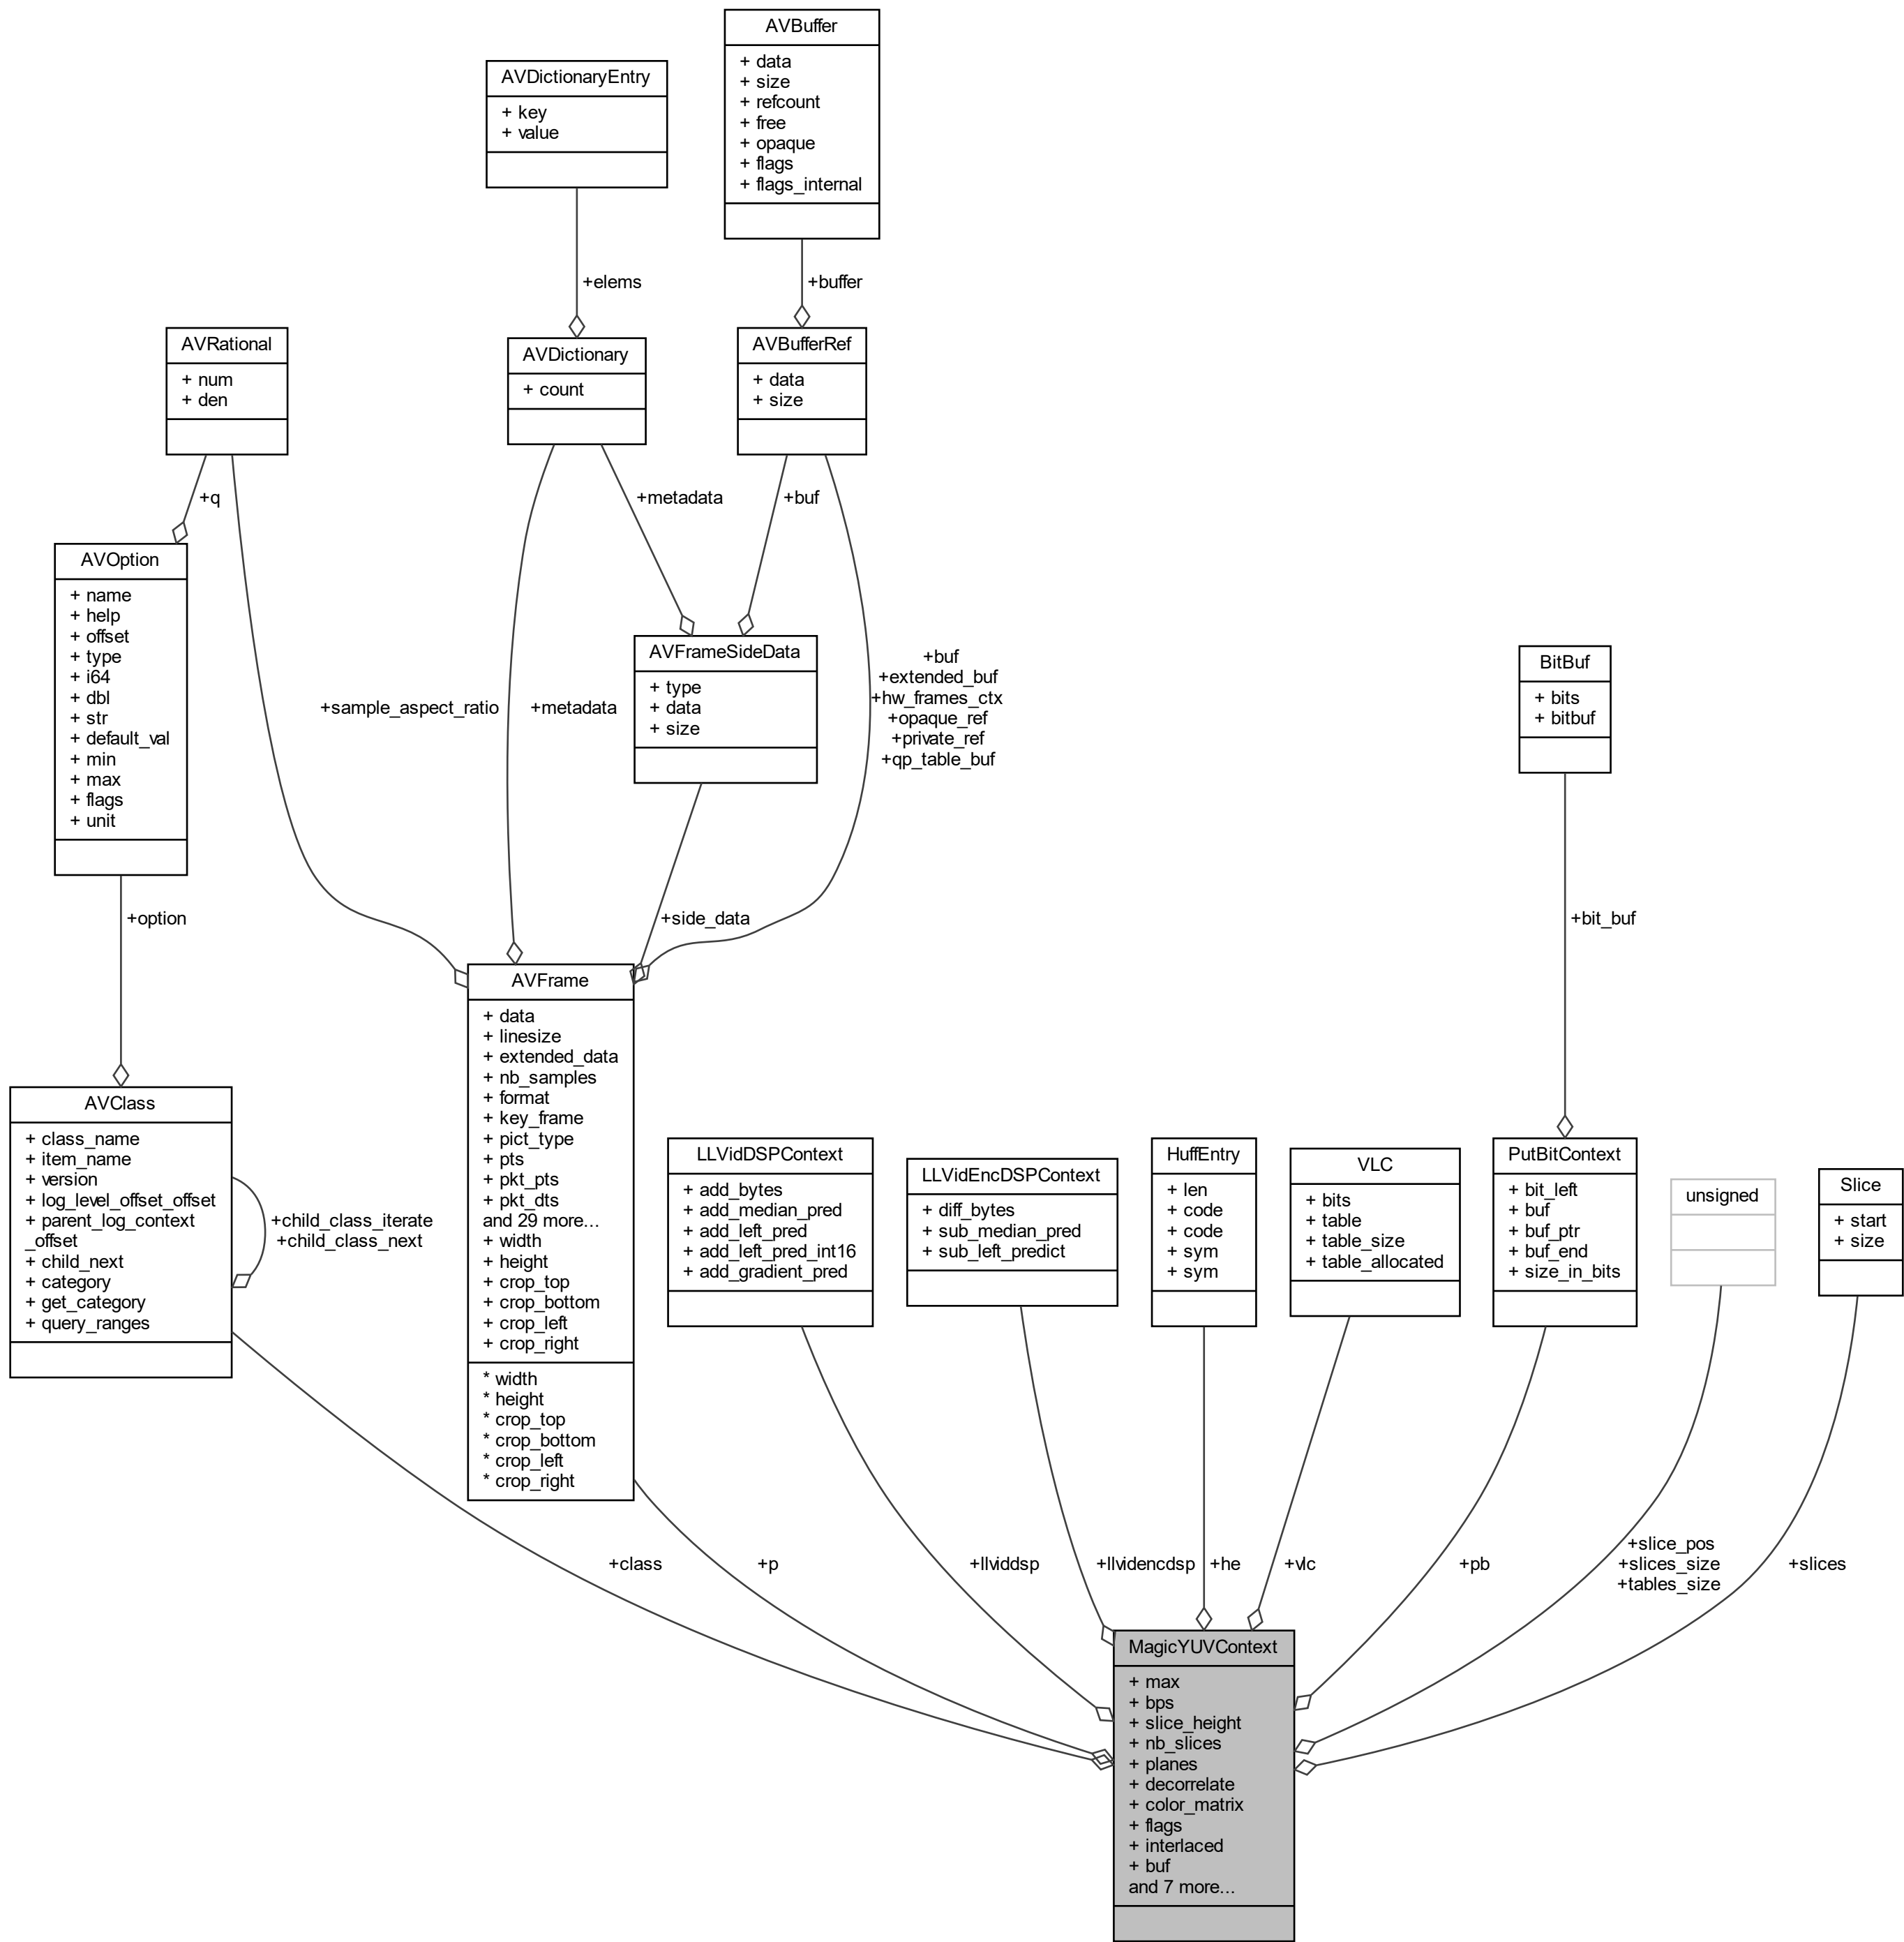 AVBuffer
+ data
+ size
+ refcount
+ free
+ opaque
+ flags
+ flags_internal
AVDictionaryEntry
+ key
+ value
+elems
+buffer
AVRational
+ num
+ den
AVDictionary
+ count
AVBufferRef
+ data
+ size
+q
+metadata
+buf
AVOption
+ name
+ help
+ offset
+ type
+ i64
+ dbl
+ str
+ default_val
+ min
+ max
+ flags
+ unit
AVFrameSideData
+ type
+ data
+ size
+sample_aspect_ratio
+metadata
+buf
+extended_buf
+hw_frames_ctx
+opaque_ref
+private_ref
+qp_table_buf
BitBuf
+ bits
+ bitbuf
+option
+side_data
+bit_buf
AVClass
+ class_name
+ item_name
+ version
+ log_level_offset_offset
+ parent_log_context
_offset
+ child_next
+ category
+ get_category
+ query_ranges
+child_class_iterate
+child_class_next
AVFrame
+ data
+ linesize
+ extended_data
+ nb_samples
+ format
+ key_frame
+ pict_type
+ pts
+ pkt_pts
+ pkt_dts
and 29 more...
+ width
+ height
+ crop_top
+ crop_bottom
+ crop_left
+ crop_right
* width
* height
* crop_top
* crop_bottom
* crop_left
* crop_right
LLVidDSPContext
+ add_bytes
+ add_median_pred
+ add_left_pred
+ add_left_pred_int16
+ add_gradient_pred
LLVidEncDSPContext
+ diff_bytes
+ sub_median_pred
+ sub_left_predict
HuffEntry
+ len
+ code
+ code
+ sym
+ sym
VLC
+ bits
+ table
+ table_size
+ table_allocated
PutBitContext
+ bit_left
+ buf
+ buf_ptr
+ buf_end
+ size_in_bits
unsigned
Slice
+ start
+ size
+class
+p
+llviddsp
+llvidencdsp
+he
+vlc
+pb
+slice_pos
+slices_size
+tables_size
+slices
MagicYUVContext
+ max
+ bps
+ slice_height
+ nb_slices
+ planes
+ decorrelate
+ color_matrix
+ flags
+ interlaced
+ buf
and 7 more...